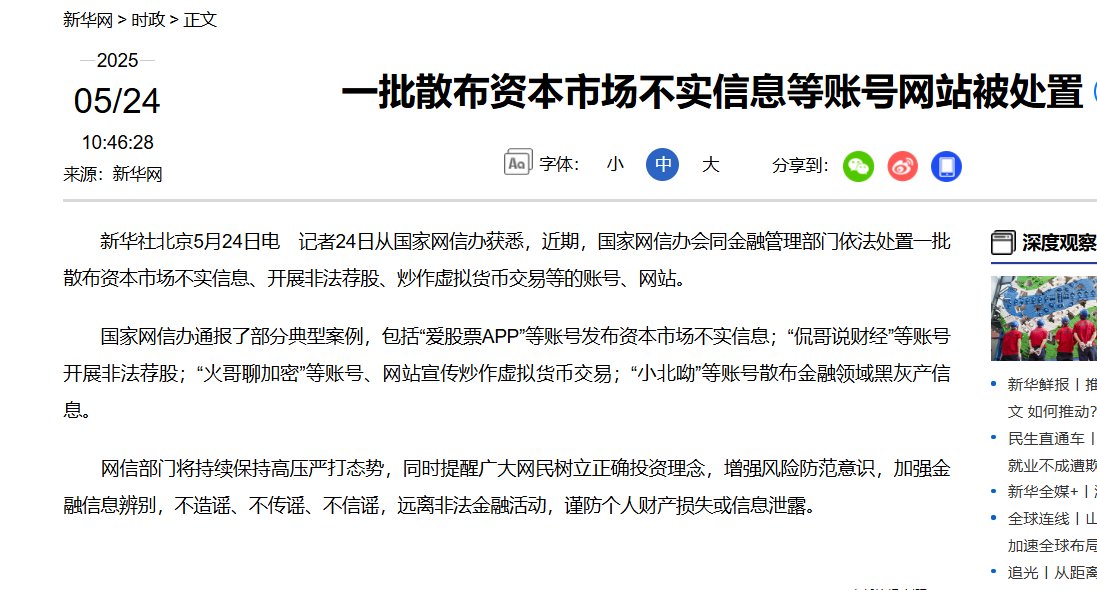 新华网 > 时政 > 正文
2025
05/24
10:46:28
来源：新华网
一批散布资本市场不实信息等账号网站被处置
Aa 字体： 小 中 大 分享到：
新华社北京5月24日电　记者24日从国家网信办获悉，近期，国家网信办会同金融管理部门依法处置一批
散布资本市场不实信息、开展非法荐股、炒作虚拟货币交易等的账号、网站。
国家网信办通报了部分典型案例，包括“爱股票APP”等账号发布资本市场不实信息；“侃哥说财经”等账号
开展非法荐股；“火哥聊加密”等账号、网站宣传炒作虚拟货币交易；“小北呦”等账号散布金融领域黑灰产信
息。
网信部门将持续保持高压严打态势，同时提醒广大网民树立正确投资理念，增强风险防范意识，加强金
融信息辨别，不造谣、不传谣、不信谣，远离非法金融活动，谨防个人财产损失或信息泄露。
深度观察
新华鲜报丨推
文 如何推动?
民生直通车丨
就业不成遭欺
新华全媒+丨
全球连线丨山
加速全球布局
追光丨从距离